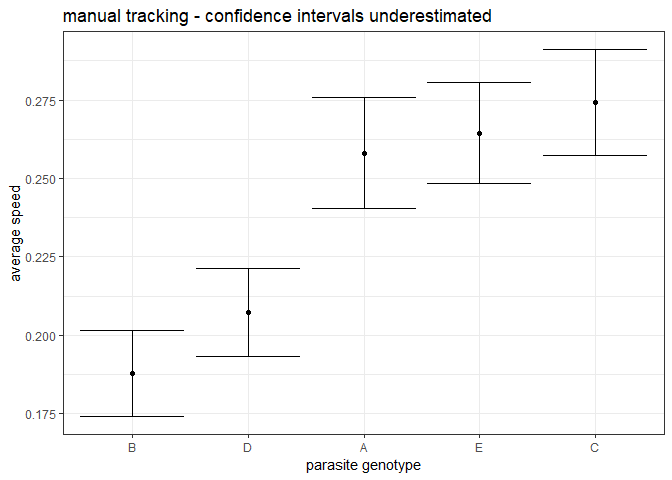 manual tracking - confidence intervals underestimated
average speed
0.275
0.250
0.225
0.200
0.175
B D A E C
parasite genotype